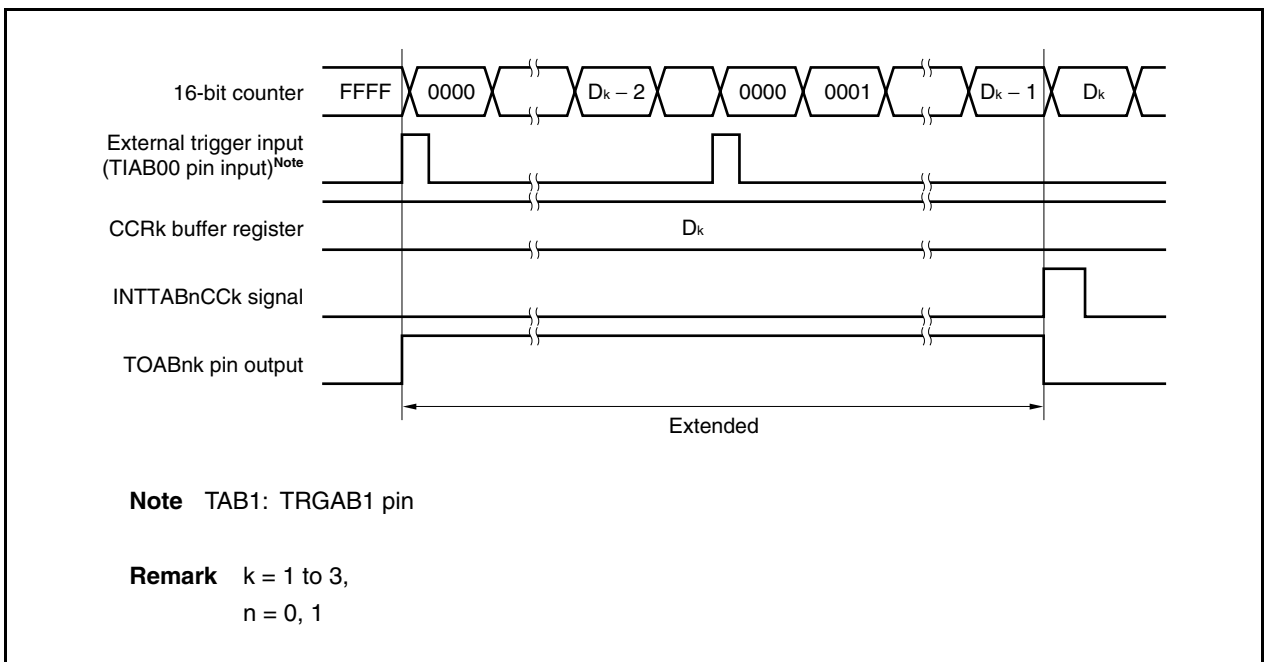 16-bit counter FFFF 0000 Dk – 2 0000 0001 Dk – 1 Dk
External trigger input
(TIAB00 pin input)Note
CCRk buffer register Dk
INTTABnCCk signal
TOABnk pin output
Extended
Note TAB1: TRGAB1 pin
Remark k = 1 to 3,
n = 0, 1